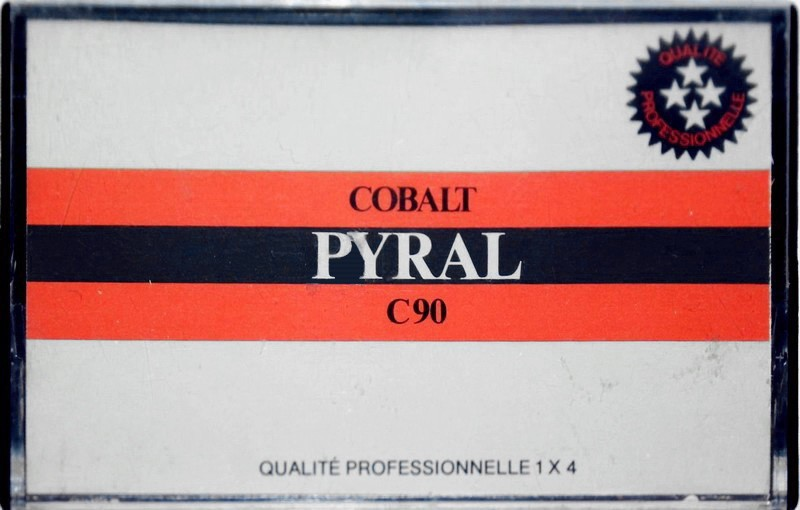 QUALITÉ
PROFESSIONNELLE
COBALT
PYRAL
C90
QUALITÉ PROFESSIONNELLE 1 X 4